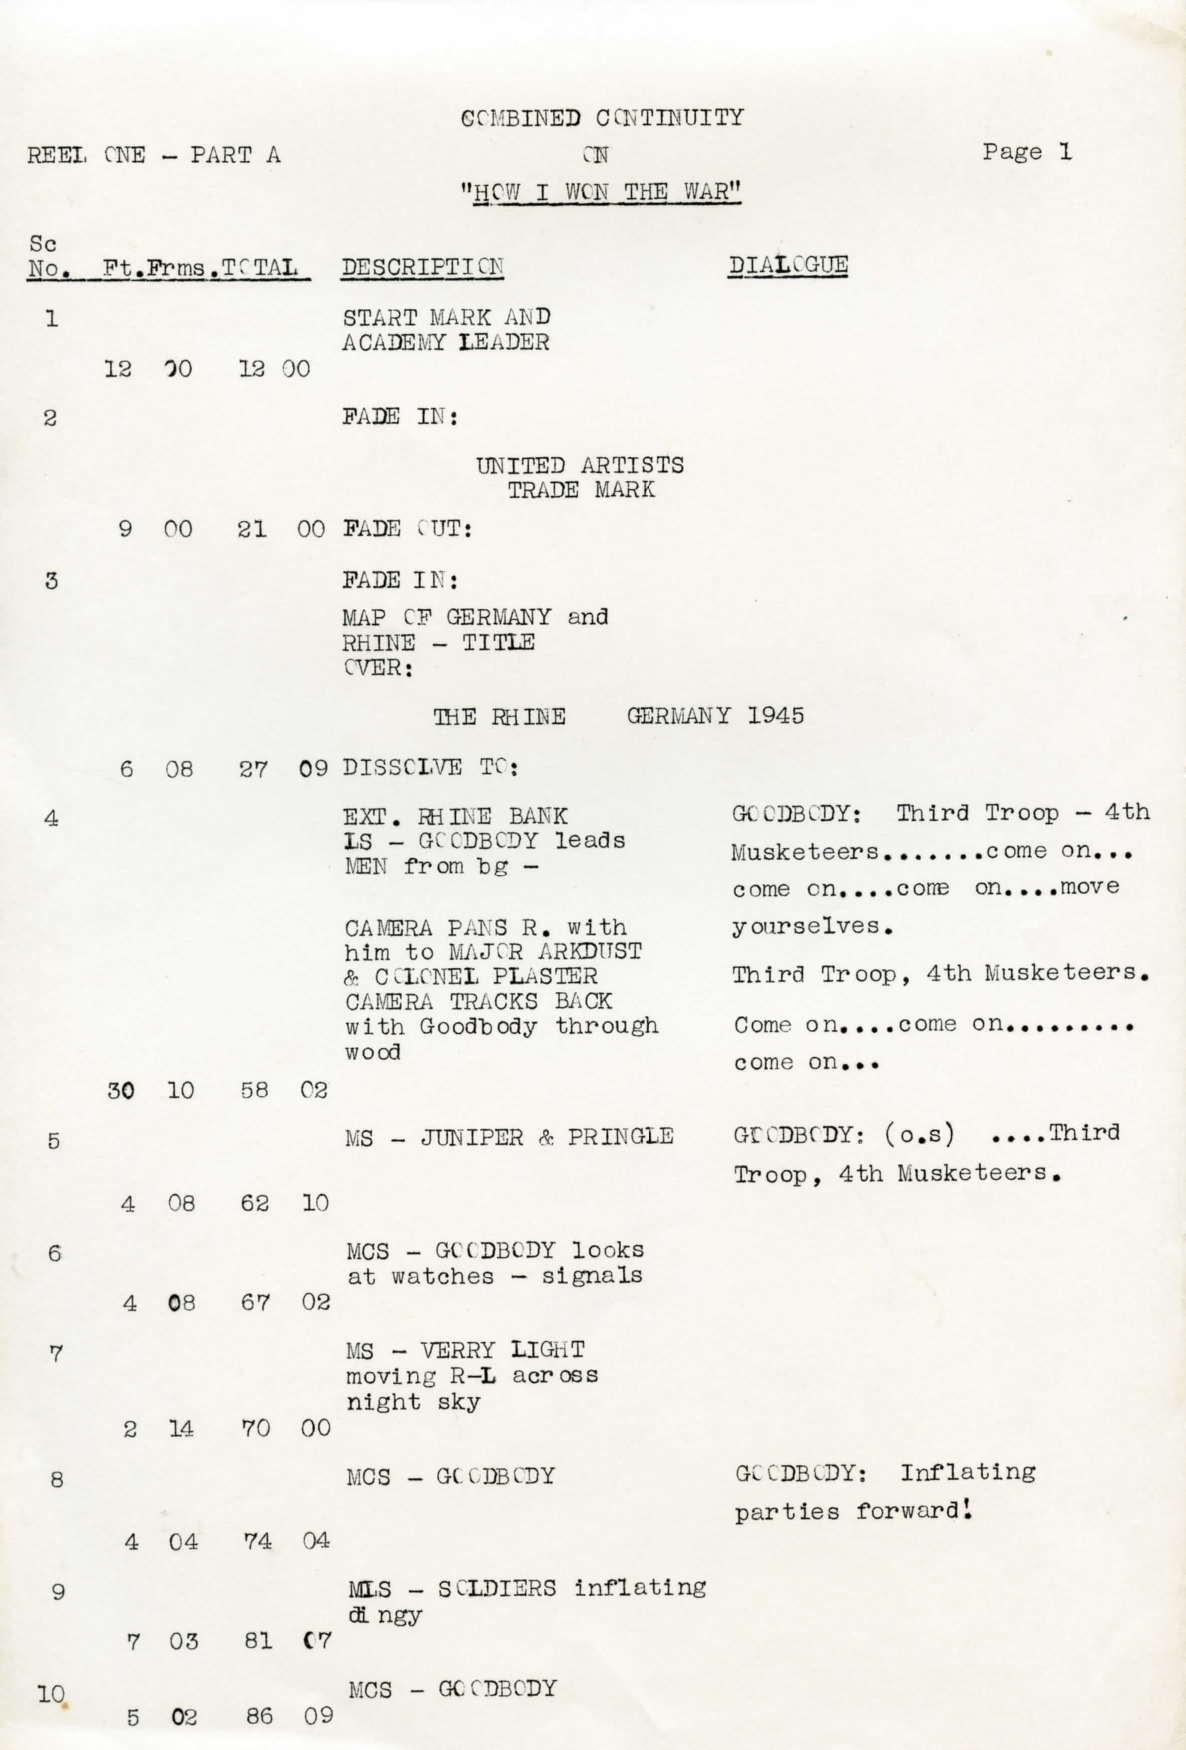 COMBINED CONTINUITY
REEL ONE - PART A ON Page 1
"HOW I WON THE WAR"
Sc
No. Ft.Frms.TOTAL DESCRIPTION DIALOGUE
1 START MARK AND
ACADEMY LEADER
12 00 12 00
2 FADE IN:
UNITED ARTISTS
TRADE MARK
9 00 21 00 FADE OUT:
3 FADE IN:
MAP OF GERMANY and
RHINE - TITLE
OVER:
THE RHINE GERMANY 1945
6 08 27 09 DISSOLVE TO:
4 EXT. RHINE BANK GOODBODY: Third Troop - 4th
LS - GOODBODY leads
MEN from bg - Musketeers.......come on...
come on....come on....move
CAMERA PANS R. with yourselves.
him to MAJOR ARKDUST
& COLONEL PLASTER Third Troop, 4th Musketeers.
CAMERA TRACKS BACK
with Goodbody through Come on....come on.........
wood come on...
30 10 58 02
5 MS - JUNIPER & PRINGLE GOODBODY: (o.s) ....Third
Troop, 4th Musketeers.
4 08 62 10
6 MCS - GOODBODY looks
at watches - signals
4 08 67 02
7 MS - VERRY LIGHT
moving R-L across
night sky
2 14 70 00
8 MCS - GOODBODY GOODBODY: Inflating
parties forward!
4 04 74 04
9 MLS - SOLDIERS inflating
dingy
7 03 81 07
10 MCS - GOODBODY
5 02 86 09